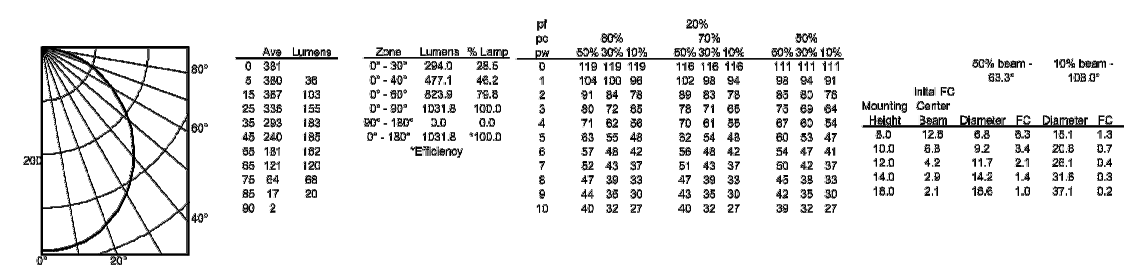 80°
60°
40°
200
0° 20°
Ave Lumens
0 381
5 380 36
15 367 103
25 336 155
35 293 183
45 240 185
55 181 162
65 121 120
75 64 68
85 17 20
90 2
Zone Lumens % Lamp
0° - 30° 294.0 28.5
0° - 40° 477.1 46.2
0° - 60° 823.9 79.8
0° - 90° 1031.8 100.0
90° - 180° 0.0 0.0
0° - 180° 1031.8 *100.0
*Efficiency
pf 20%
pc 80% 70% 50%
pw 50% 30% 10% 50% 30% 10% 50% 30% 10%
0 119 119 119 116 116 116 111 111 111
1 104 100 96 102 98 94 98 94 91
2 91 84 78 89 83 78 85 80 76
3 80 72 65 78 71 65 75 69 64
4 71 62 56 70 61 55 67 60 54
5 63 55 48 62 54 48 60 53 47
6 57 48 42 56 48 42 54 47 41
7 52 43 37 51 43 37 50 42 37
8 47 39 33 47 39 33 45 38 33
9 44 35 30 43 35 30 42 35 30
10 40 32 27 40 32 27 39 32 27
50% beam - 10% beam -
63.3° 108.0°
Initial FC
Mounting Center
Height Beam Diameter FC Diameter FC
8.0 12.6 6.8 6.3 15.1 1.3
10.0 6.8 9.2 3.4 20.6 0.7
12.0 4.2 11.7 2.1 26.1 0.4
14.0 2.9 14.2 1.4 31.6 0.3
16.0 2.1 16.6 1.0 37.1 0.2